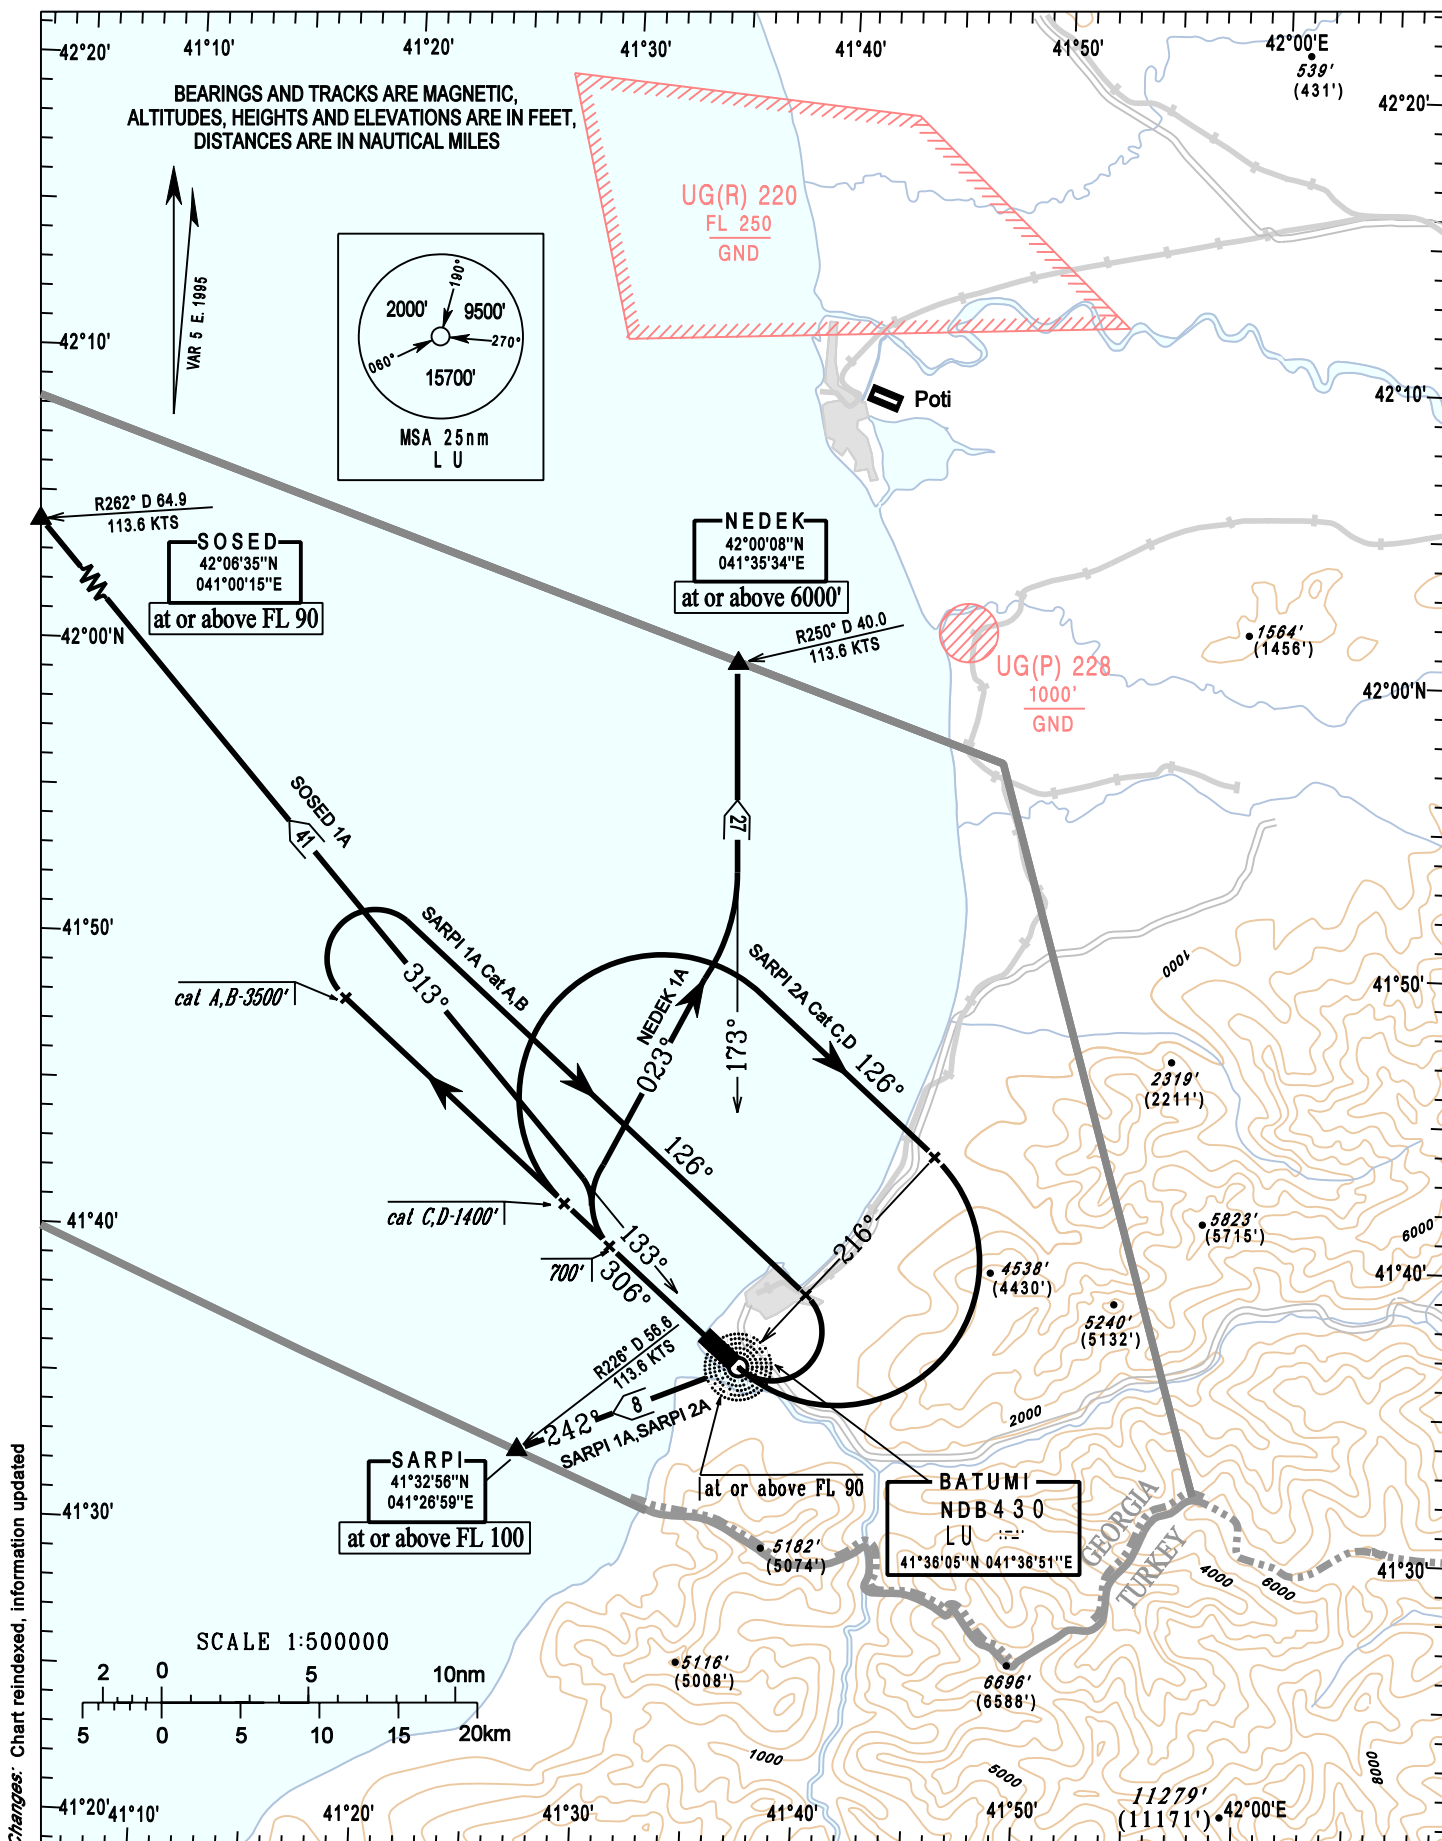 42°20' 41°10' 41°20' 41°30' 41°40' 41°50' 42°00'E
539'
(431')
42°20'
BEARINGS AND TRACKS ARE MAGNETIC,
ALTITUDES, HEIGHTS AND ELEVATIONS ARE IN FEET,
DISTANCES ARE IN NAUTICAL MILES
VAR 5 E.1995
UG(R) 220
FL 250
GND
190°
2000' 9500'
060° 270°
15700'
MSA 25nm
L U
42°10'
42°10'
Poti
R262° D 64.9
113.6 KTS
SOSED
42°06'35"N
041°00'15"E
at or above FL 90
NEDEK
42°00'08"N
041°35'34"E
at or above 6000'
R250° D 40.0
113.6 KTS
42°00'N
UG(P) 228
1000'
GND
1564'
(1456')
42°00'N
SOSED 1A
41
27
41°50'
SARPI 1A Cat A,B
313°
cat A,B-3500'
NEDEK 1A
023°
173°
SARPI 2A Cat C,D
126°
1000
41°50'
2319'
(2211')
126°
cat C,D-1400'
41°40'
133°
216°
700'
306°
5823'
(5715')
6000
4538'
(4430')
41°40'
5240'
(5132')
R226° D 56.6
113.6 KTS
242°
8
SARPI 1A,SARPI 2A
2000
SARPI
41°32'56"N
041°26'59"E
at or above FL 100
at or above FL 90
BATUMI
NDB 430
LU
41°36'05"N 041°36'51"E
41°30'
GEORGIA
TURKEY
5182'
(5074')
41°30'
4000
6000
SCALE 1:500000
2 0 5 10nm
5 0 5 10 15 20km
5116'
(5008')
6696'
(6588')
1000
5000
8000
11279'
(11171')
41°20' 41°10' 41°20' 41°30' 41°40' 41°50' 42°00'E
Changes: Chart reindexed, information updated